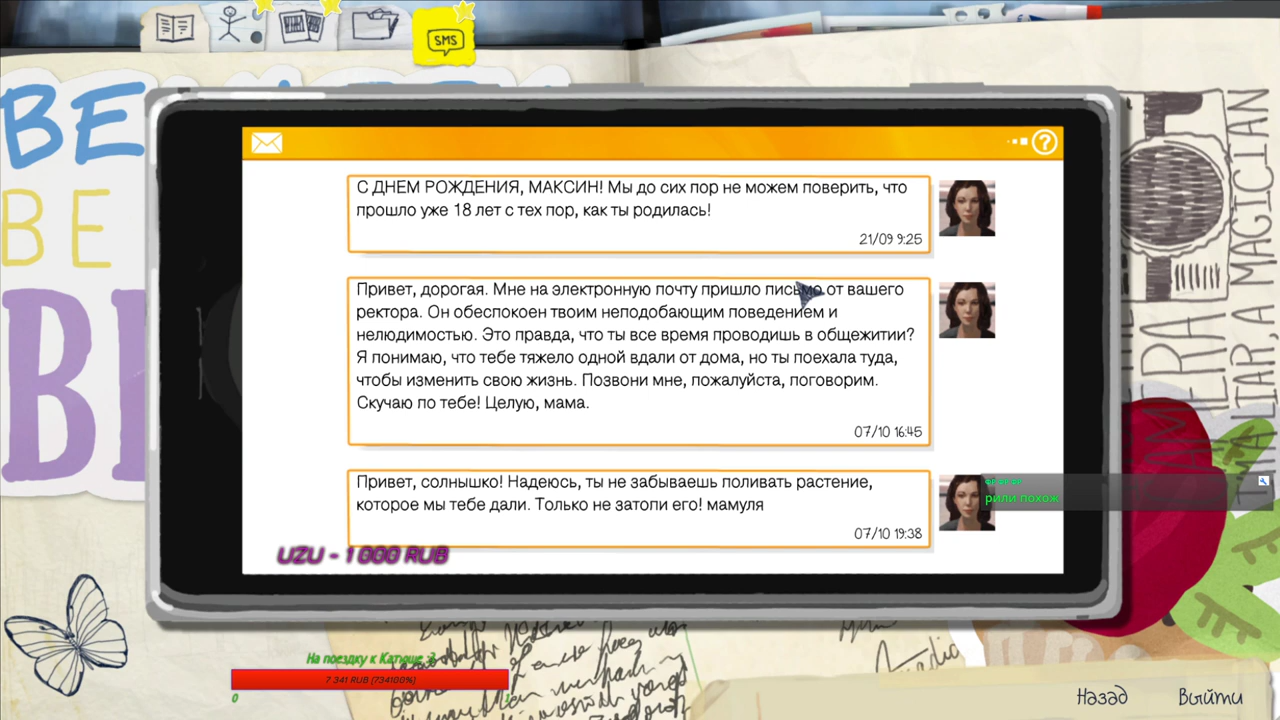 SMS
BE
BE
С ДНЕМ РОЖДЕНИЯ, МАКСИН! Мы до сих пор не можем поверить, что
прошло уже 18 лет с тех пор, как ты родилась!
21/09 9:25
Привет, дорогая. Мне на электронную почту пришло письмо от вашего
ректора. Он обеспокоен твоим неподобающим поведением и
нелюдимостью. Это правда, что ты все время проводишь в общежитии?
Я понимаю, что тебе тяжело одной вдали от дома, но ты поехала туда,
чтобы изменить свою жизнь. Позвони мне, пожалуйста, поговорим.
Скучаю по тебе! Целую, мама.
07/10 16:45
Привет, солнышко! Надеюсь, ты не забываешь поливать растение,
которое мы тебе дали. Только не затопи его! мамуля
07/10 19:38
рили похож
UZU - 1 000 RUB
MAGICIAN
На поездку к Катюше
7 341 RUB (734100%)
0
Назад
Выйти